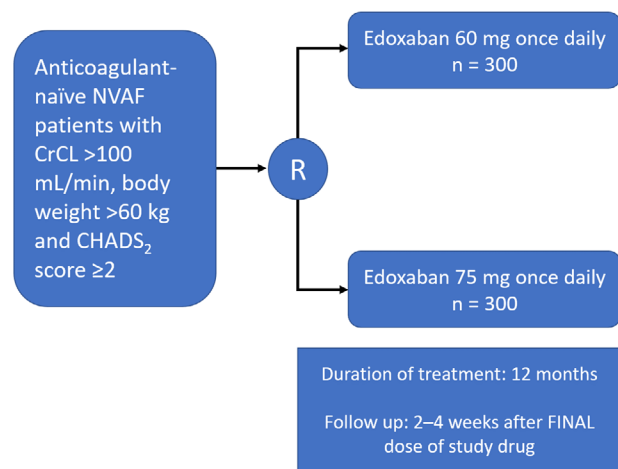 Anticoagulant-
naïve NVAF
patients with
CrCL >100
mL/min, body
weight >60 kg
and CHADS₂
score ≥2
R
Edoxaban 60 mg once daily
n = 300
Edoxaban 75 mg once daily
n = 300
Duration of treatment: 12 months
Follow up: 2–4 weeks after FINAL
dose of study drug